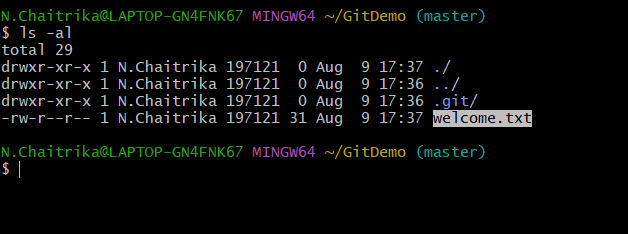 N.Chaitrika@LAPTOP-GN4FNK67 MINGW64 ~/GitDemo (master)
$ ls -al
total 29
drwxr-xr-x 1 N.Chaitrika 197121  0 Aug  9 17:37 ./
drwxr-xr-x 1 N.Chaitrika 197121  0 Aug  9 17:36 ../
drwxr-xr-x 1 N.Chaitrika 197121  0 Aug  9 17:36 .git/
-rw-r--r-- 1 N.Chaitrika 197121 31 Aug  9 17:37 welcome.txt
N.Chaitrika@LAPTOP-GN4FNK67 MINGW64 ~/GitDemo (master)
$